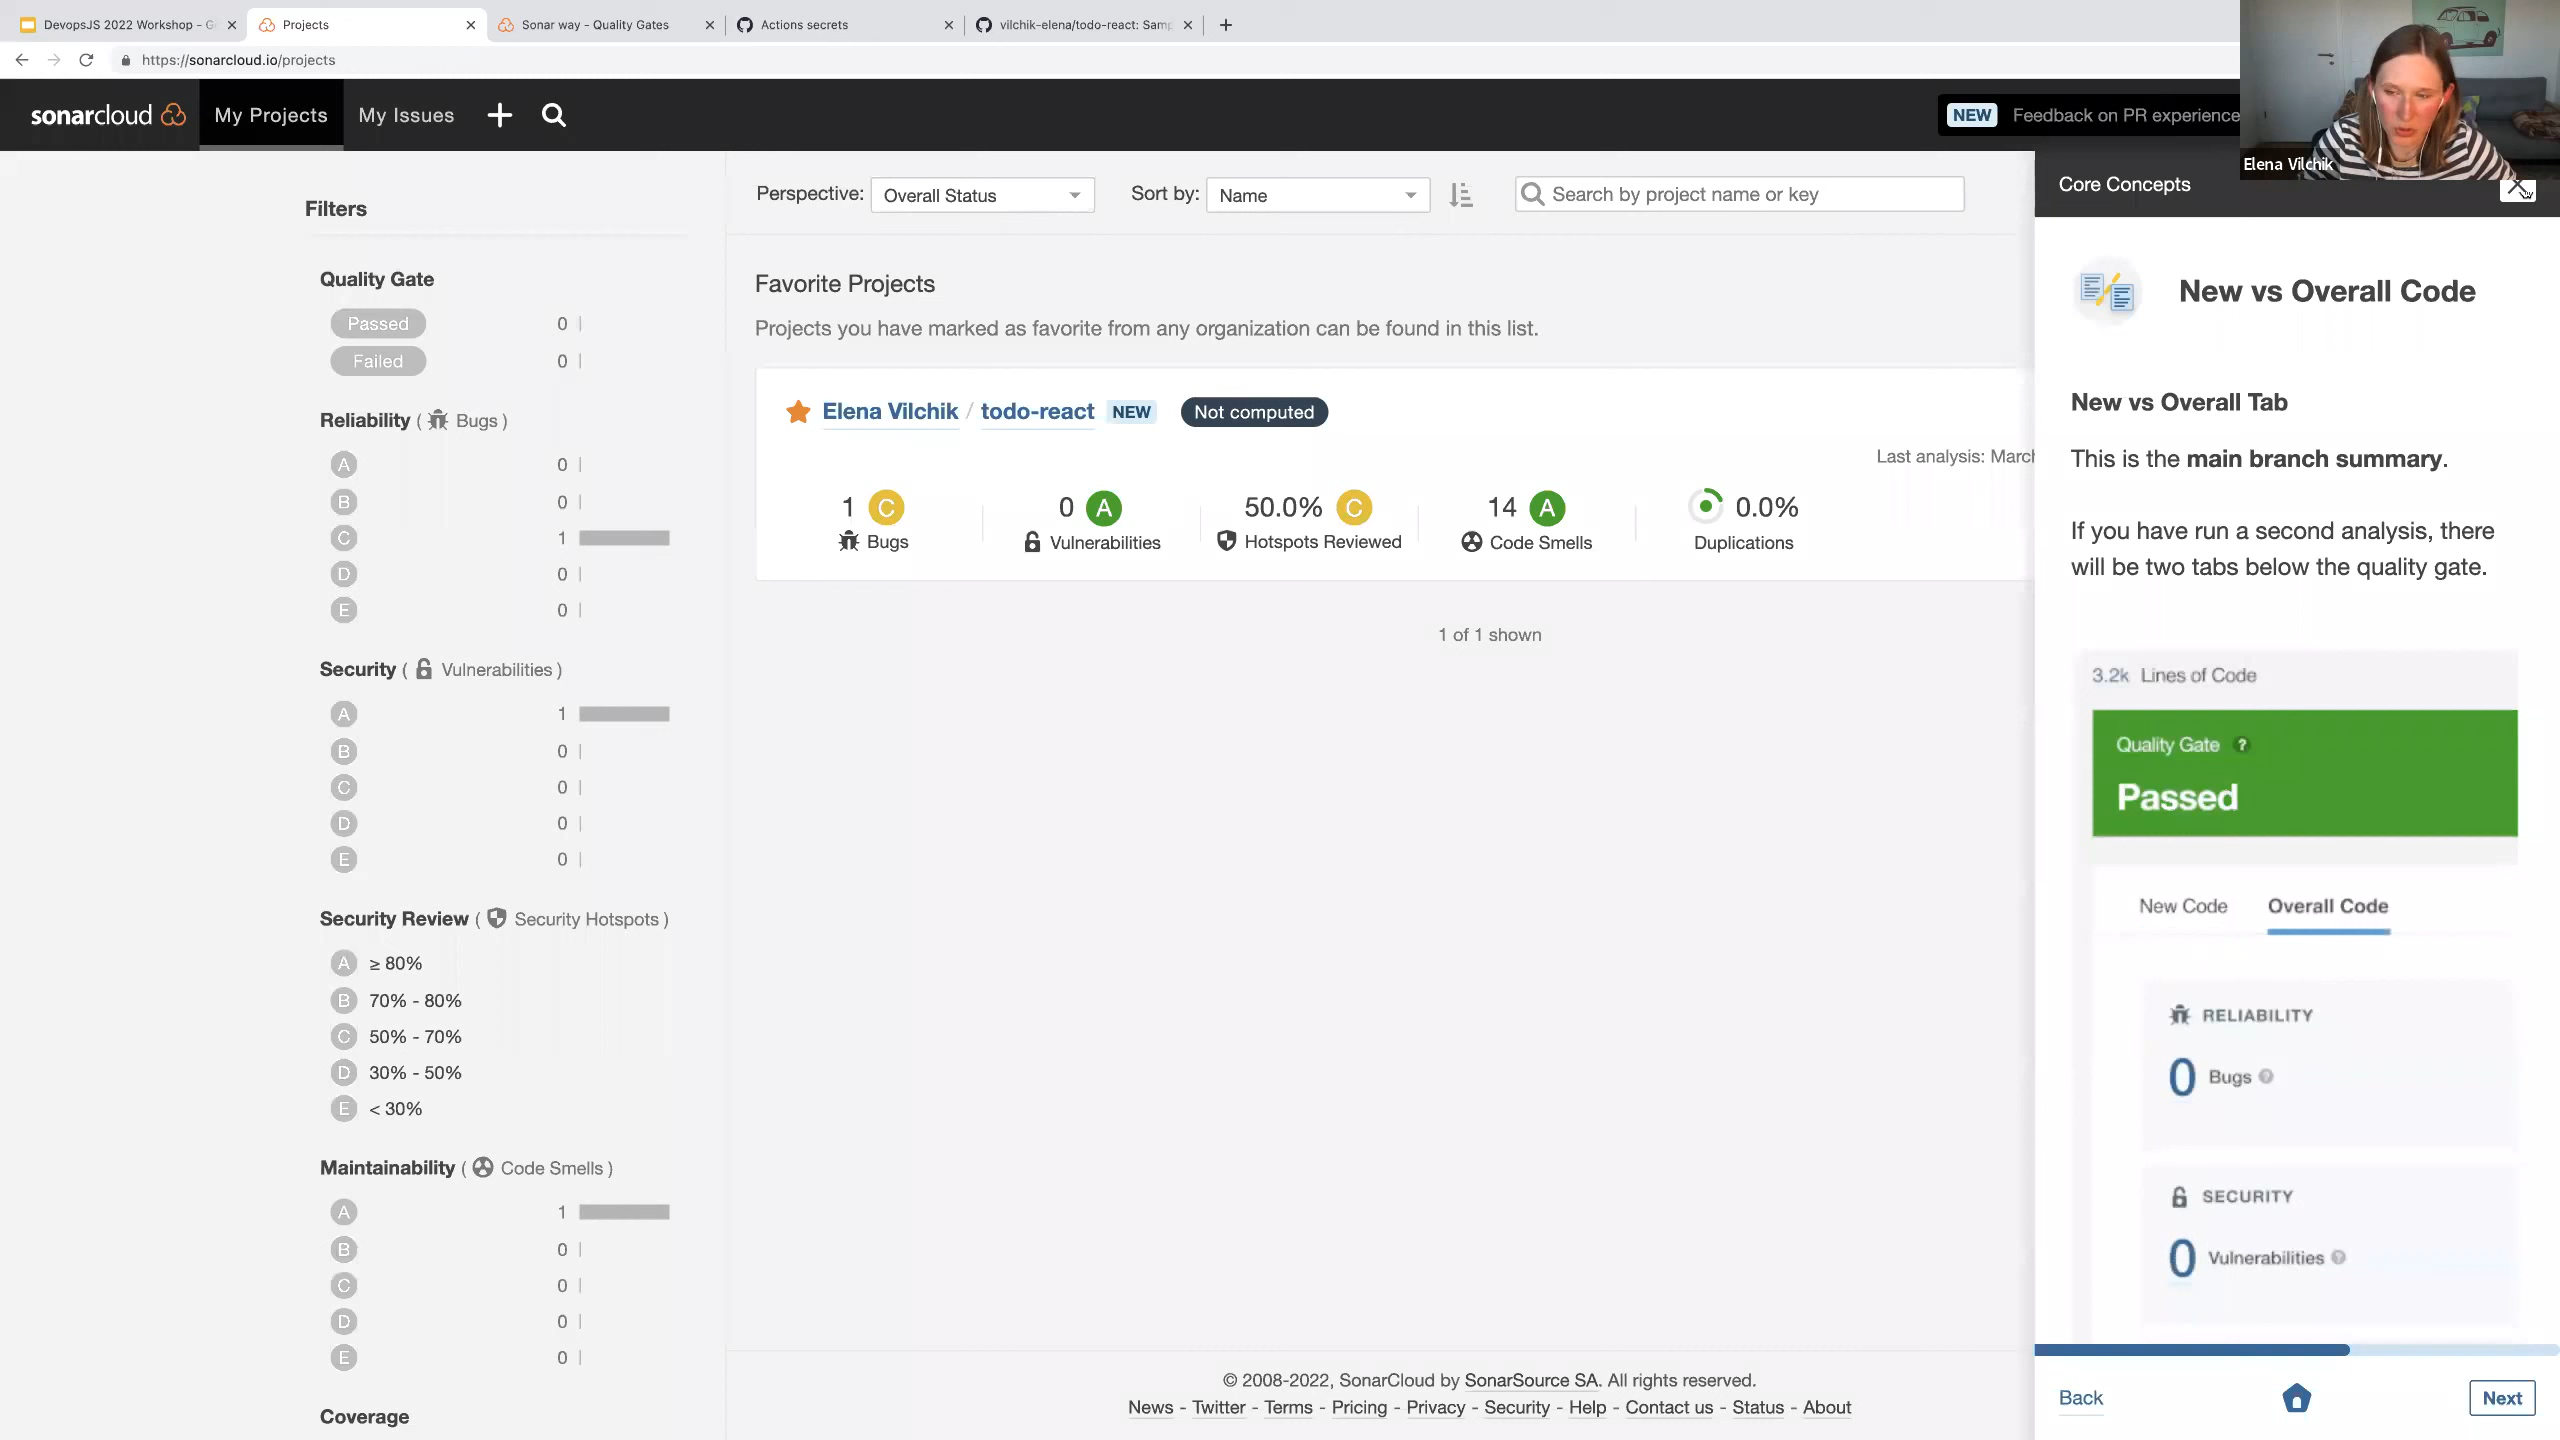 DevopsJS 2022 Workshop - G
Projects
Sonar way - Quality Gates
Actions secrets
vilchik-elena/todo-react: Samp
https://sonarcloud.io/projects
sonarcloud
My Projects
My Issues
NEW
Feedback on PR experience
Elena Vilchik
Filters
Quality Gate
Passed 0
Failed 0
Reliability ( Bugs )
A 0
B 0
C 1
D 0
E 0
Security ( Vulnerabilities )
A 1
B 0
C 0
D 0
E 0
Security Review ( Security Hotspots )
A ≥ 80%
B 70% - 80%
C 50% - 70%
D 30% - 50%
E < 30%
Maintainability ( Code Smells )
A 1
B 0
C 0
D 0
E 0
Coverage
Perspective: Overall Status
Sort by: Name
Search by project name or key
Favorite Projects
Projects you have marked as favorite from any organization can be found in this list.
Elena Vilchik / todo-react NEW Not computed
Last analysis: March
1 C
Bugs
0 A
Vulnerabilities
50.0% C
Hotspots Reviewed
14 A
Code Smells
0.0%
Duplications
1 of 1 shown
© 2008-2022, SonarCloud by SonarSource SA. All rights reserved.
News - Twitter - Terms - Pricing - Privacy - Security - Help - Contact us - Status - About
Core Concepts
New vs Overall Code
New vs Overall Tab
This is the main branch summary.
If you have run a second analysis, there
will be two tabs below the quality gate.
3.2k Lines of Code
Quality Gate ?
Passed
New Code
Overall Code
RELIABILITY
0 Bugs ?
SECURITY
0 Vulnerabilities ?
Back
Next